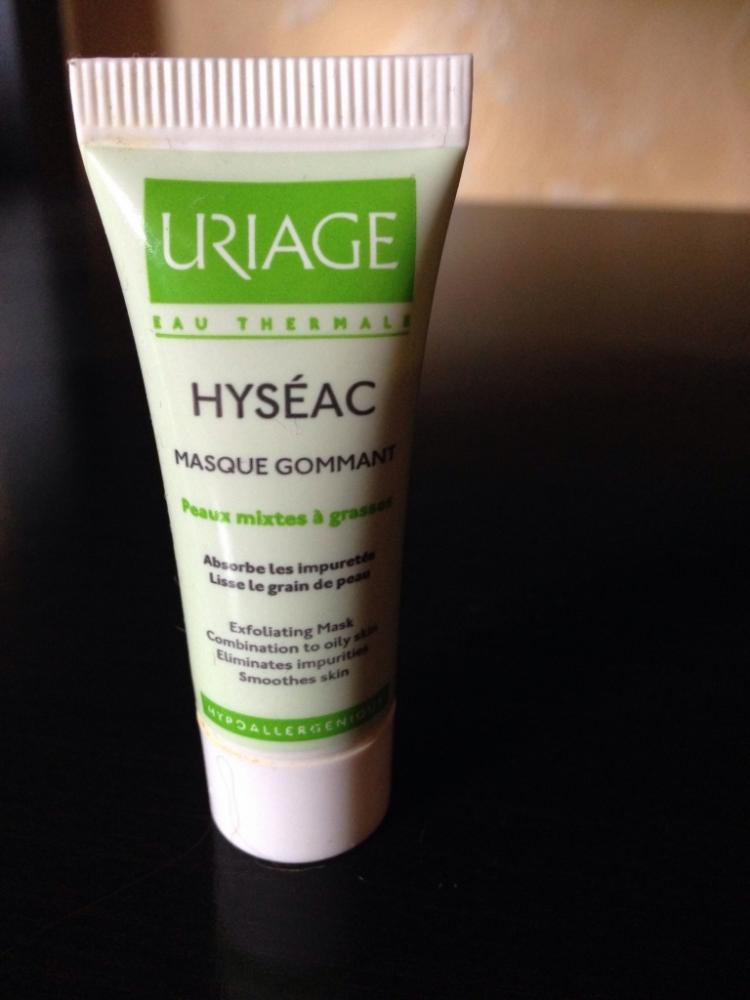 URIAGE
EAU THERMALE
HYSÉAC
MASQUE GOMMANT
Peaux mixtes à grasses
Absorbe les impuretés
Lisse le grain de peau
Exfoliating Mask
Combination to oily skin
Eliminates impurities
Smoothes skin
HYPOALLERGENIQUE